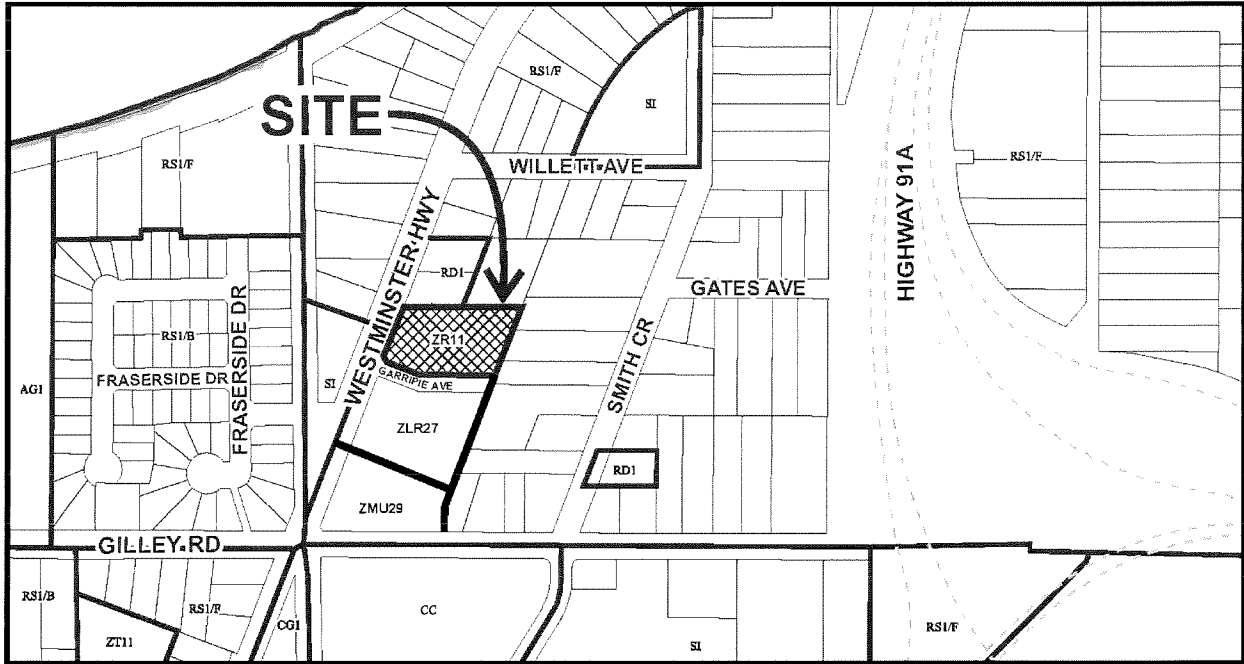 RS1/F
SI
SITE
RS1/F
WILLETT AVE
RS1/F
HIGHWAY 91A
WESTMINSTER HWY
RD1
GATES AVE
FRASERSIDE DR
RS1/B
ZR11
FRASERSIDE DR
GARRIPIE AVE
SMITH CR
AG1
SI
ZLR27
RD1
ZMU29
GILLEY RD
RS1/B
RS1/F
CG1
CC
RS1/F
ZT11
SI